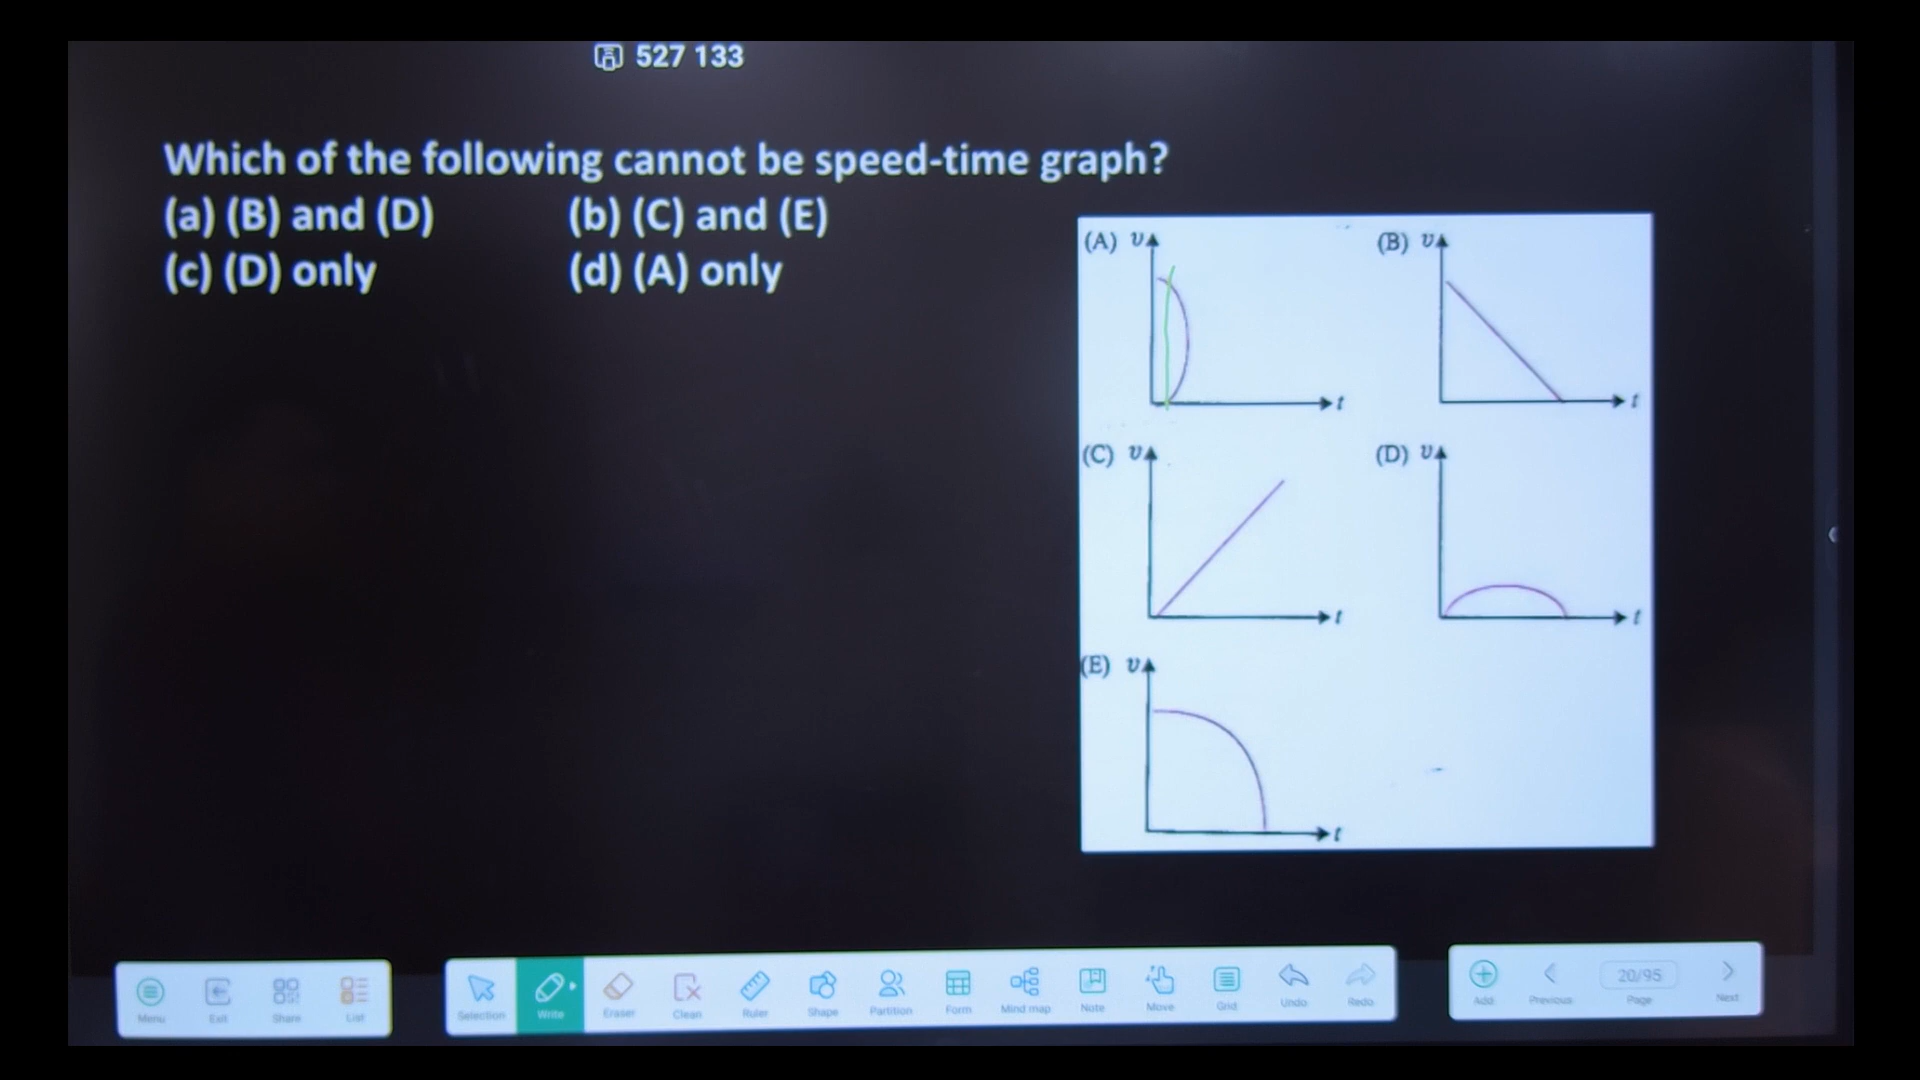 527 133
Which of the following cannot be speed-time graph?
(a) (B) and (D) (b) (C) and (E)
(c) (D) only (d) (A) only
(A) v t
(B) v t
(C) v t
(D) v t
(E) v t
Menu Exit Share List
Selection Write Eraser Clean Ruler Shape Partition Form Mind map Note Move Grid Undo Redo
Add Previous 20/95 Page Next